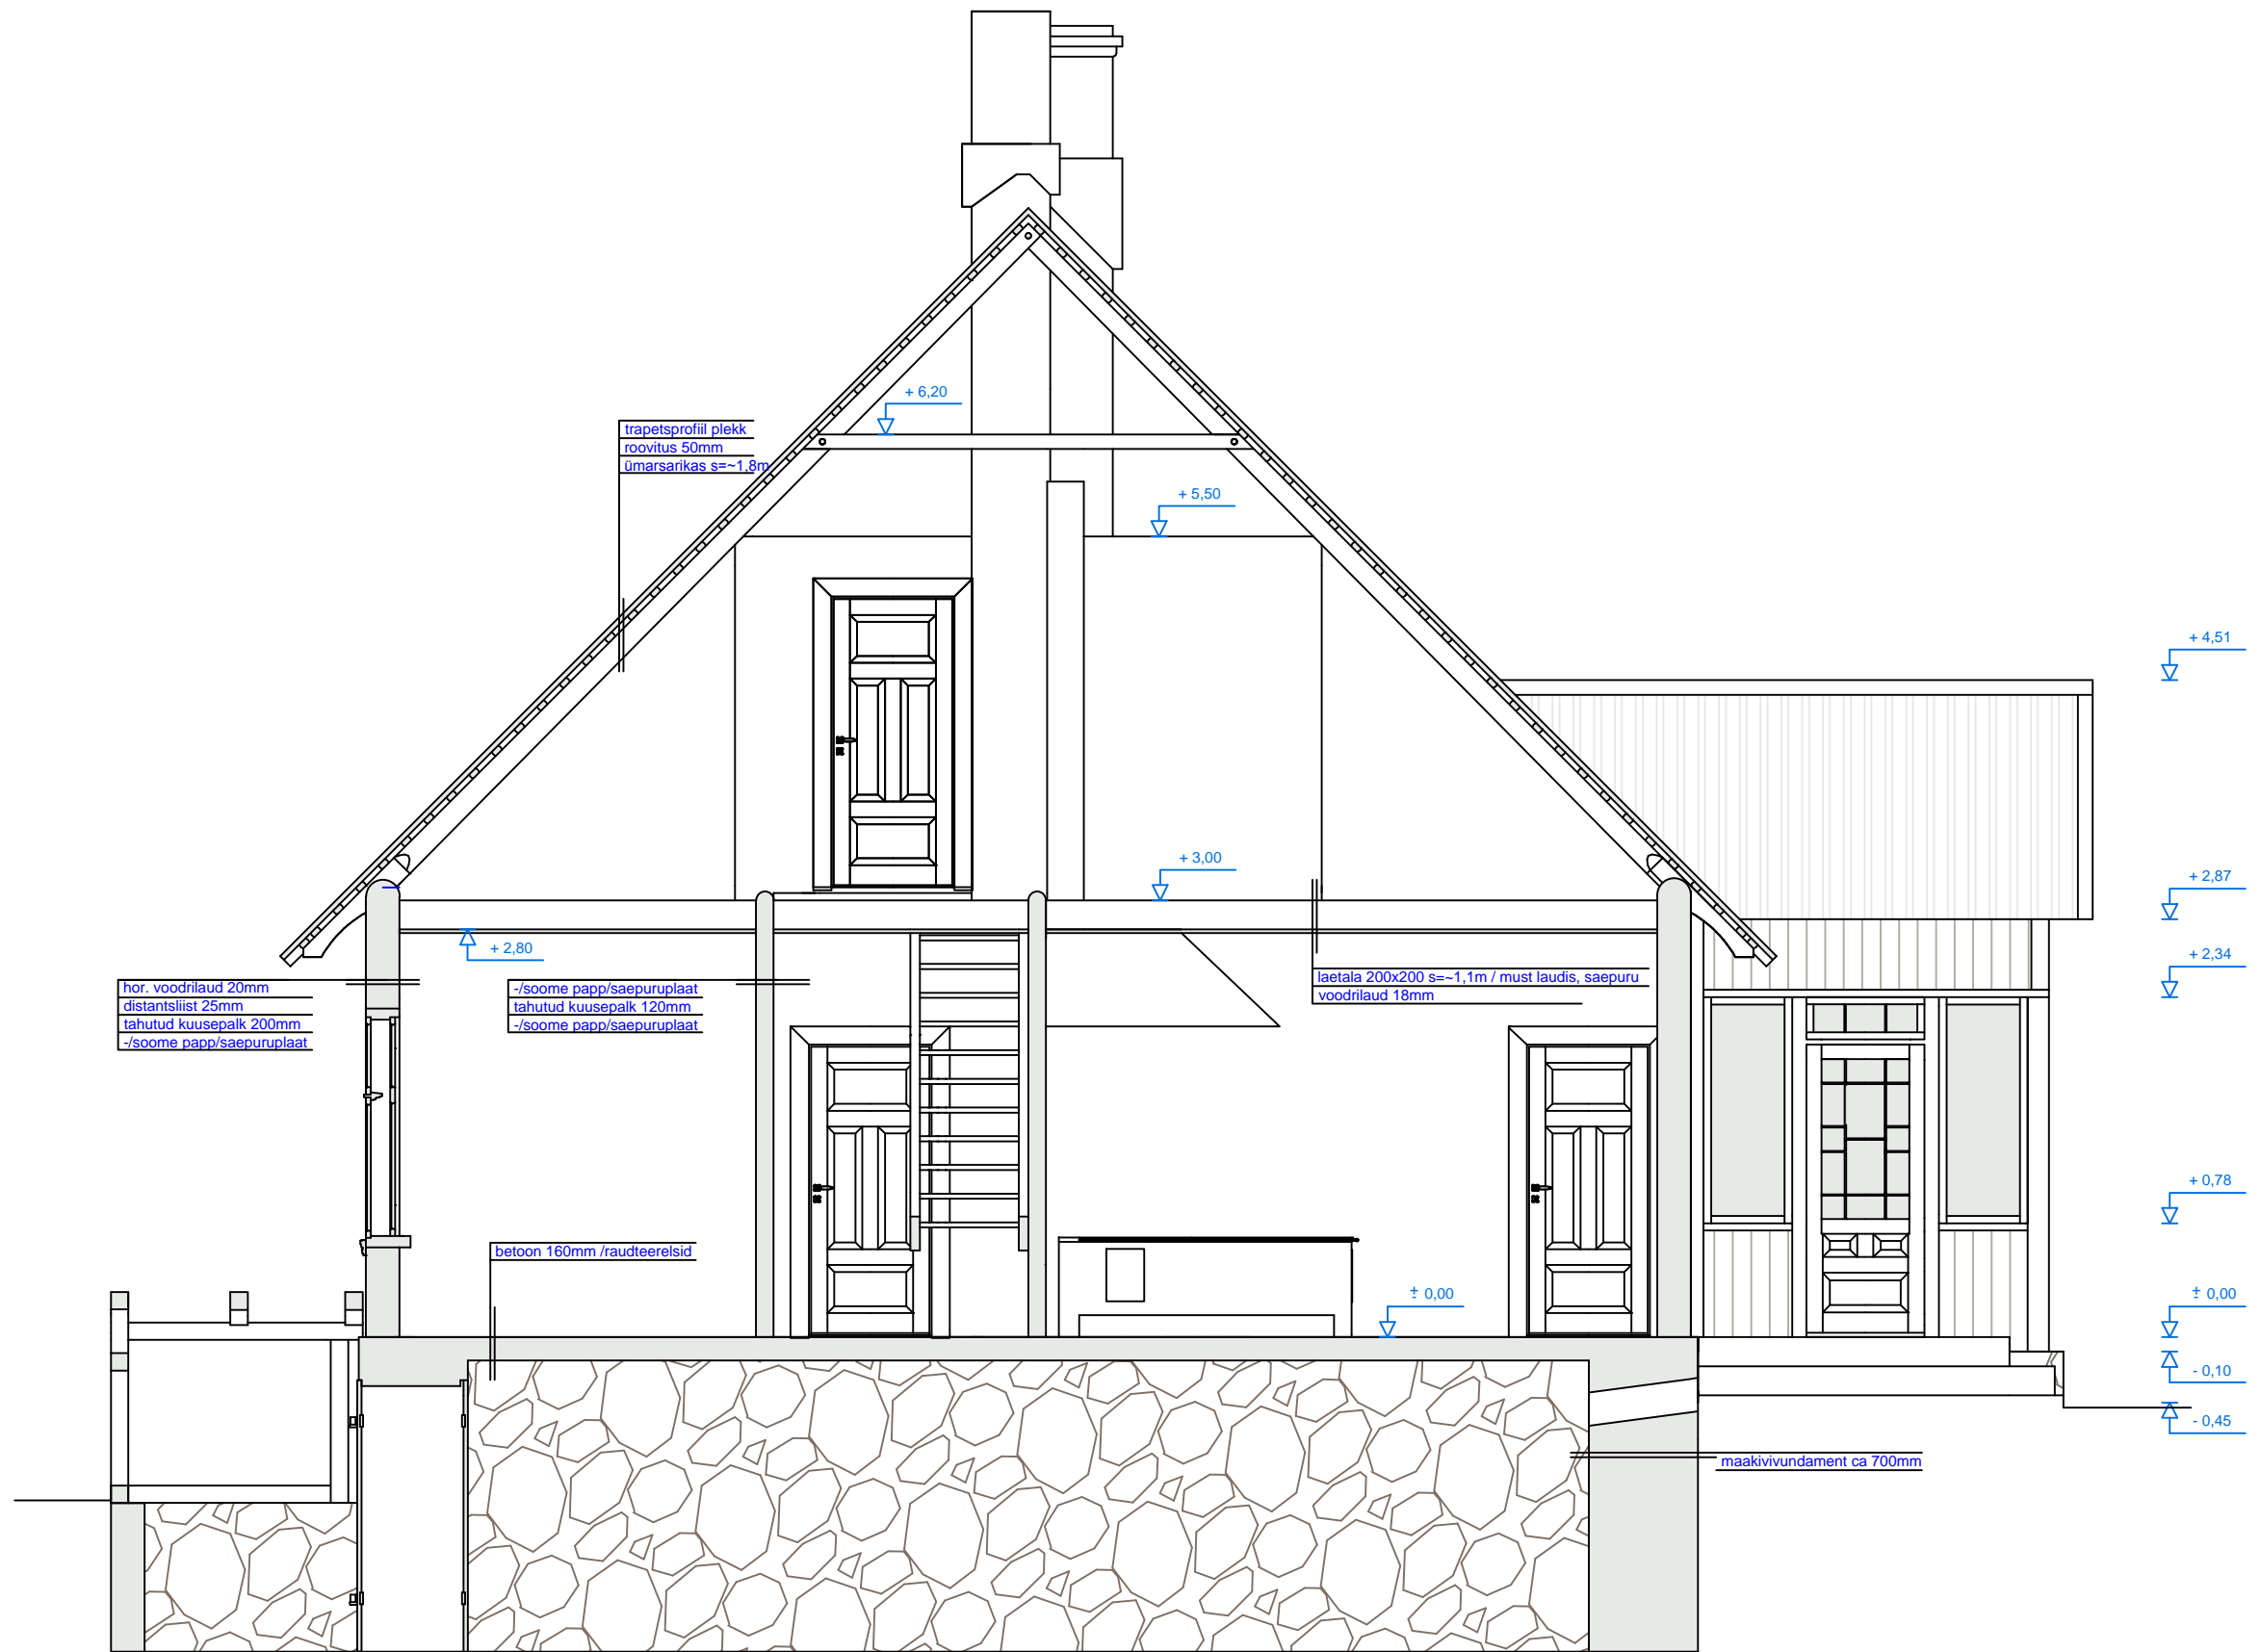 + 6,20
trapetsprofiil plekk
roovitus 50mm
ümarsarikas s=~1,8m
+ 5,50
+ 4,51
+ 3,00
+ 2,87
+ 2,80
+ 2,34
hor. voodrilaud 20mm
distantsliist 25mm
tahutud kuusepalk 200mm
-/soome papp/saepuruplaat
-/soome papp/saepuruplaat
tahutud kuusepalk 120mm
-/soome papp/saepuruplaat
laetala 200x200 s=~1,1m / must laudis, saepuru
voodrilaud 18mm
+ 0,78
betoon 160mm /raudteerelsid
± 0,00
± 0,00
- 0,10
- 0,45
maakivivundament ca 700mm